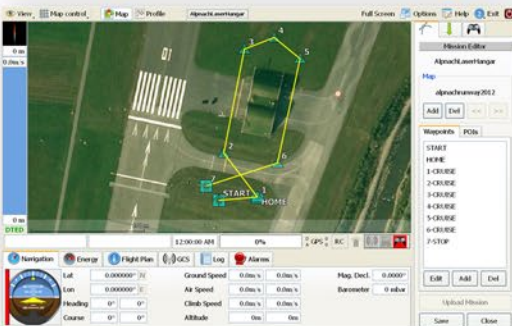 View Map control Map Profile AlpnachLaserHangar Full Screen Options Help Exit
0 m
0.0m/s
01
4
3
5
2
6
7
START
1
HOME
0 m
DTED
Mission Editor
AlpnachLaserHangar
Map
alpnachrunway2012
Add Del << >>
Waypoints POIs
START
HOME
1-CRUISE
2-CRUISE
3-CRUISE
4-CRUISE
5-CRUISE
6-CRUISE
7-STOP
Edit Add Del
Upload Mission
Save Close
12:00:00 AM 0% GPS RC
Navigation Energy Flight Plan GCS Log Alarms
Lat 0.000000° N Ground Speed 0.0m/s 0.0m/s Mag. Decl. 0.0000°
Lon 0.000000° E Air Speed 0.0m/s 0.0m/s Barometer 0 mbar
Heading 0° 0° Climb Speed 0.0m/s 0.0m/s
Course 0° 0° Altitude 0m 0m